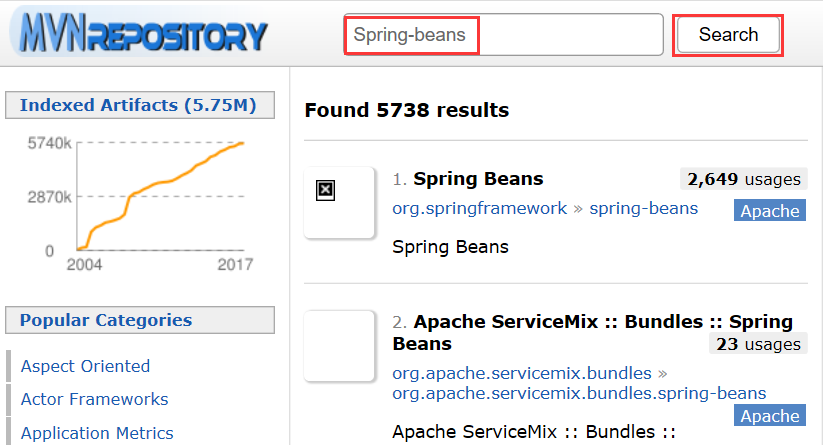 MVNREPOSITORY
Spring-beans
Search
Indexed Artifacts (5.75M)
5740k
2870k
0
2004
2017
Popular Categories
Aspect Oriented
Actor Frameworks
Application Metrics
Found 5738 results
1. Spring Beans
2,649 usages
org.springframework » spring-beans
Apache
Spring Beans
2. Apache ServiceMix :: Bundles :: Spring
Beans
23 usages
org.apache.servicemix.bundles »
org.apache.servicemix.bundles.spring-beans
Apache
Apache ServiceMix :: Bundles ::